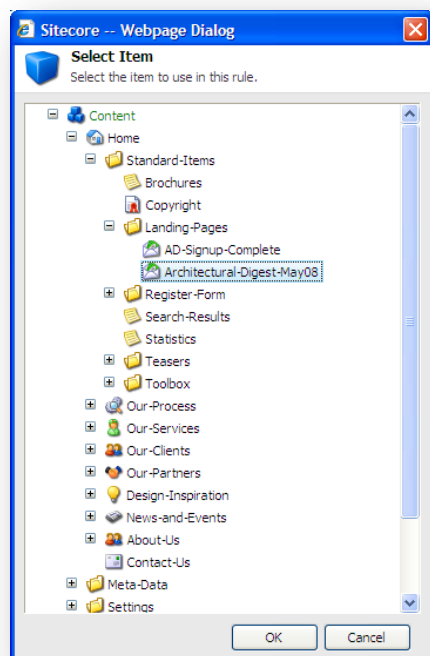 Sitecore -- Webpage Dialog
Select Item
Select the item to use in this rule.
Content
Home
Standard-Items
Brochures
Copyright
Landing-Pages
AD-Signup-Complete
Architectural-Digest-May08
Register-Form
Search-Results
Statistics
Teasers
Toolbox
Our-Process
Our-Services
Our-Clients
Our-Partners
Design-Inspiration
News-and-Events
About-Us
Contact-Us
Meta-Data
Settings
OK Cancel